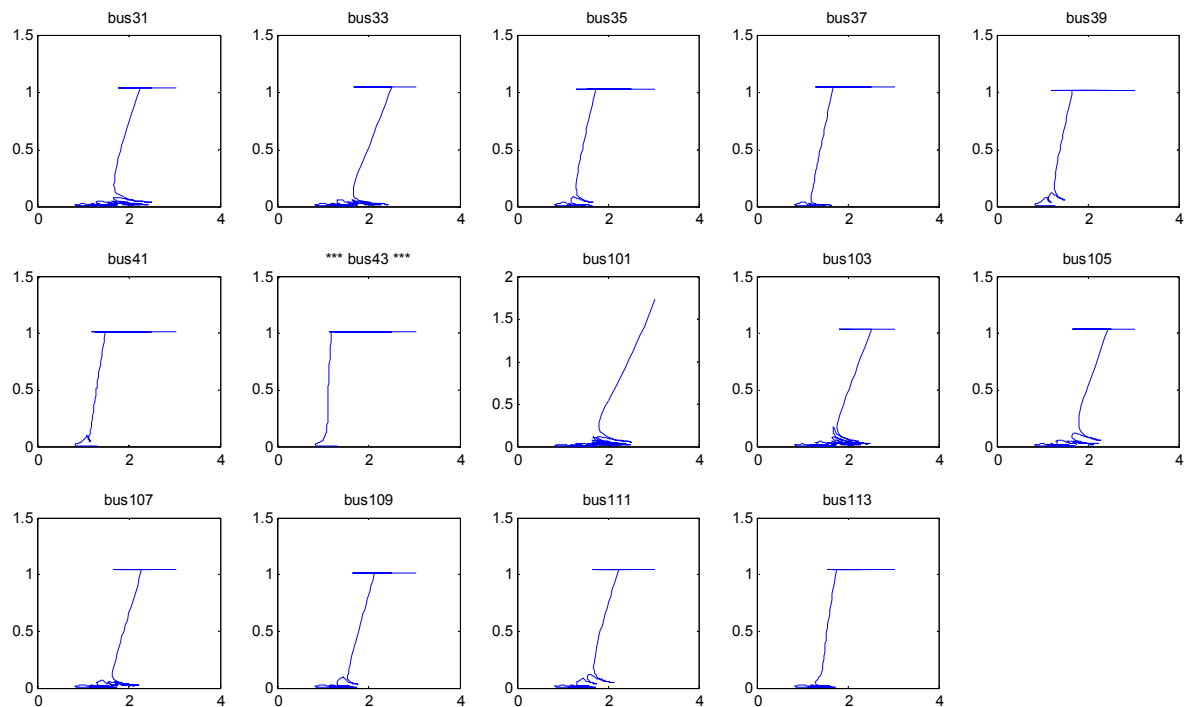 bus31 bus33 bus35 bus37 bus39
1.5 1.5 1.5 1.5 1.5
1 1 1 1 1
0.5 0.5 0.5 0.5 0.5
0 0 0 0 0
0 2 4 0 2 4 0 2 4 0 2 4 0 2 4
bus41 *** bus43 *** bus101 bus103 bus105
1.5 1.5 2 1.5 1.5
1.5
1 1 1 1
1
0.5 0.5 0.5 0.5
0.5
0 0 0 0 0
0 2 4 0 2 4 0 2 4 0 2 4 0 2 4
bus107 bus109 bus111 bus113
1.5 1.5 1.5 1.5
1 1 1 1
0.5 0.5 0.5 0.5
0 0 0 0
0 2 4 0 2 4 0 2 4 0 2 4